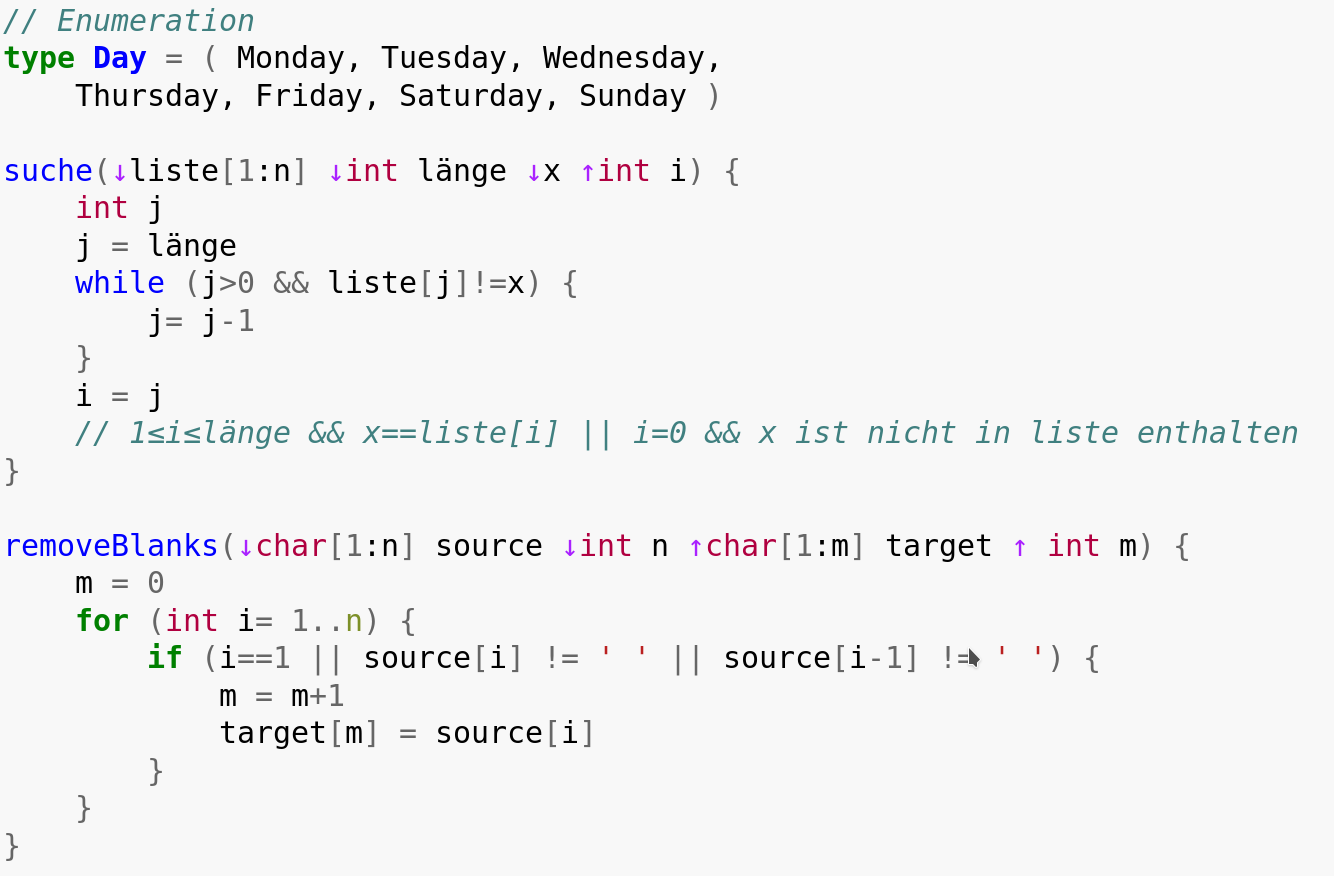 // Enumeration
type Day = ( Monday, Tuesday, Wednesday,
    Thursday, Friday, Saturday, Sunday )

suche(↓liste[1:n] ↓int länge ↓x ↑int i) {
    int j
    j = länge
    while (j>0 && liste[j]!=x) {
        j= j-1
    }
    i = j
    // 1≤i≤länge && x==liste[i] || i=0 && x ist nicht in liste enthalten
}

removeBlanks(↓char[1:n] source ↓int n ↑char[1:m] target ↑ int m) {
    m = 0
    for (int i= 1..n) {
        if (i==1 || source[i] != ' ' || source[i-1] != ' ') {
            m = m+1
            target[m] = source[i]
        }
    }
}